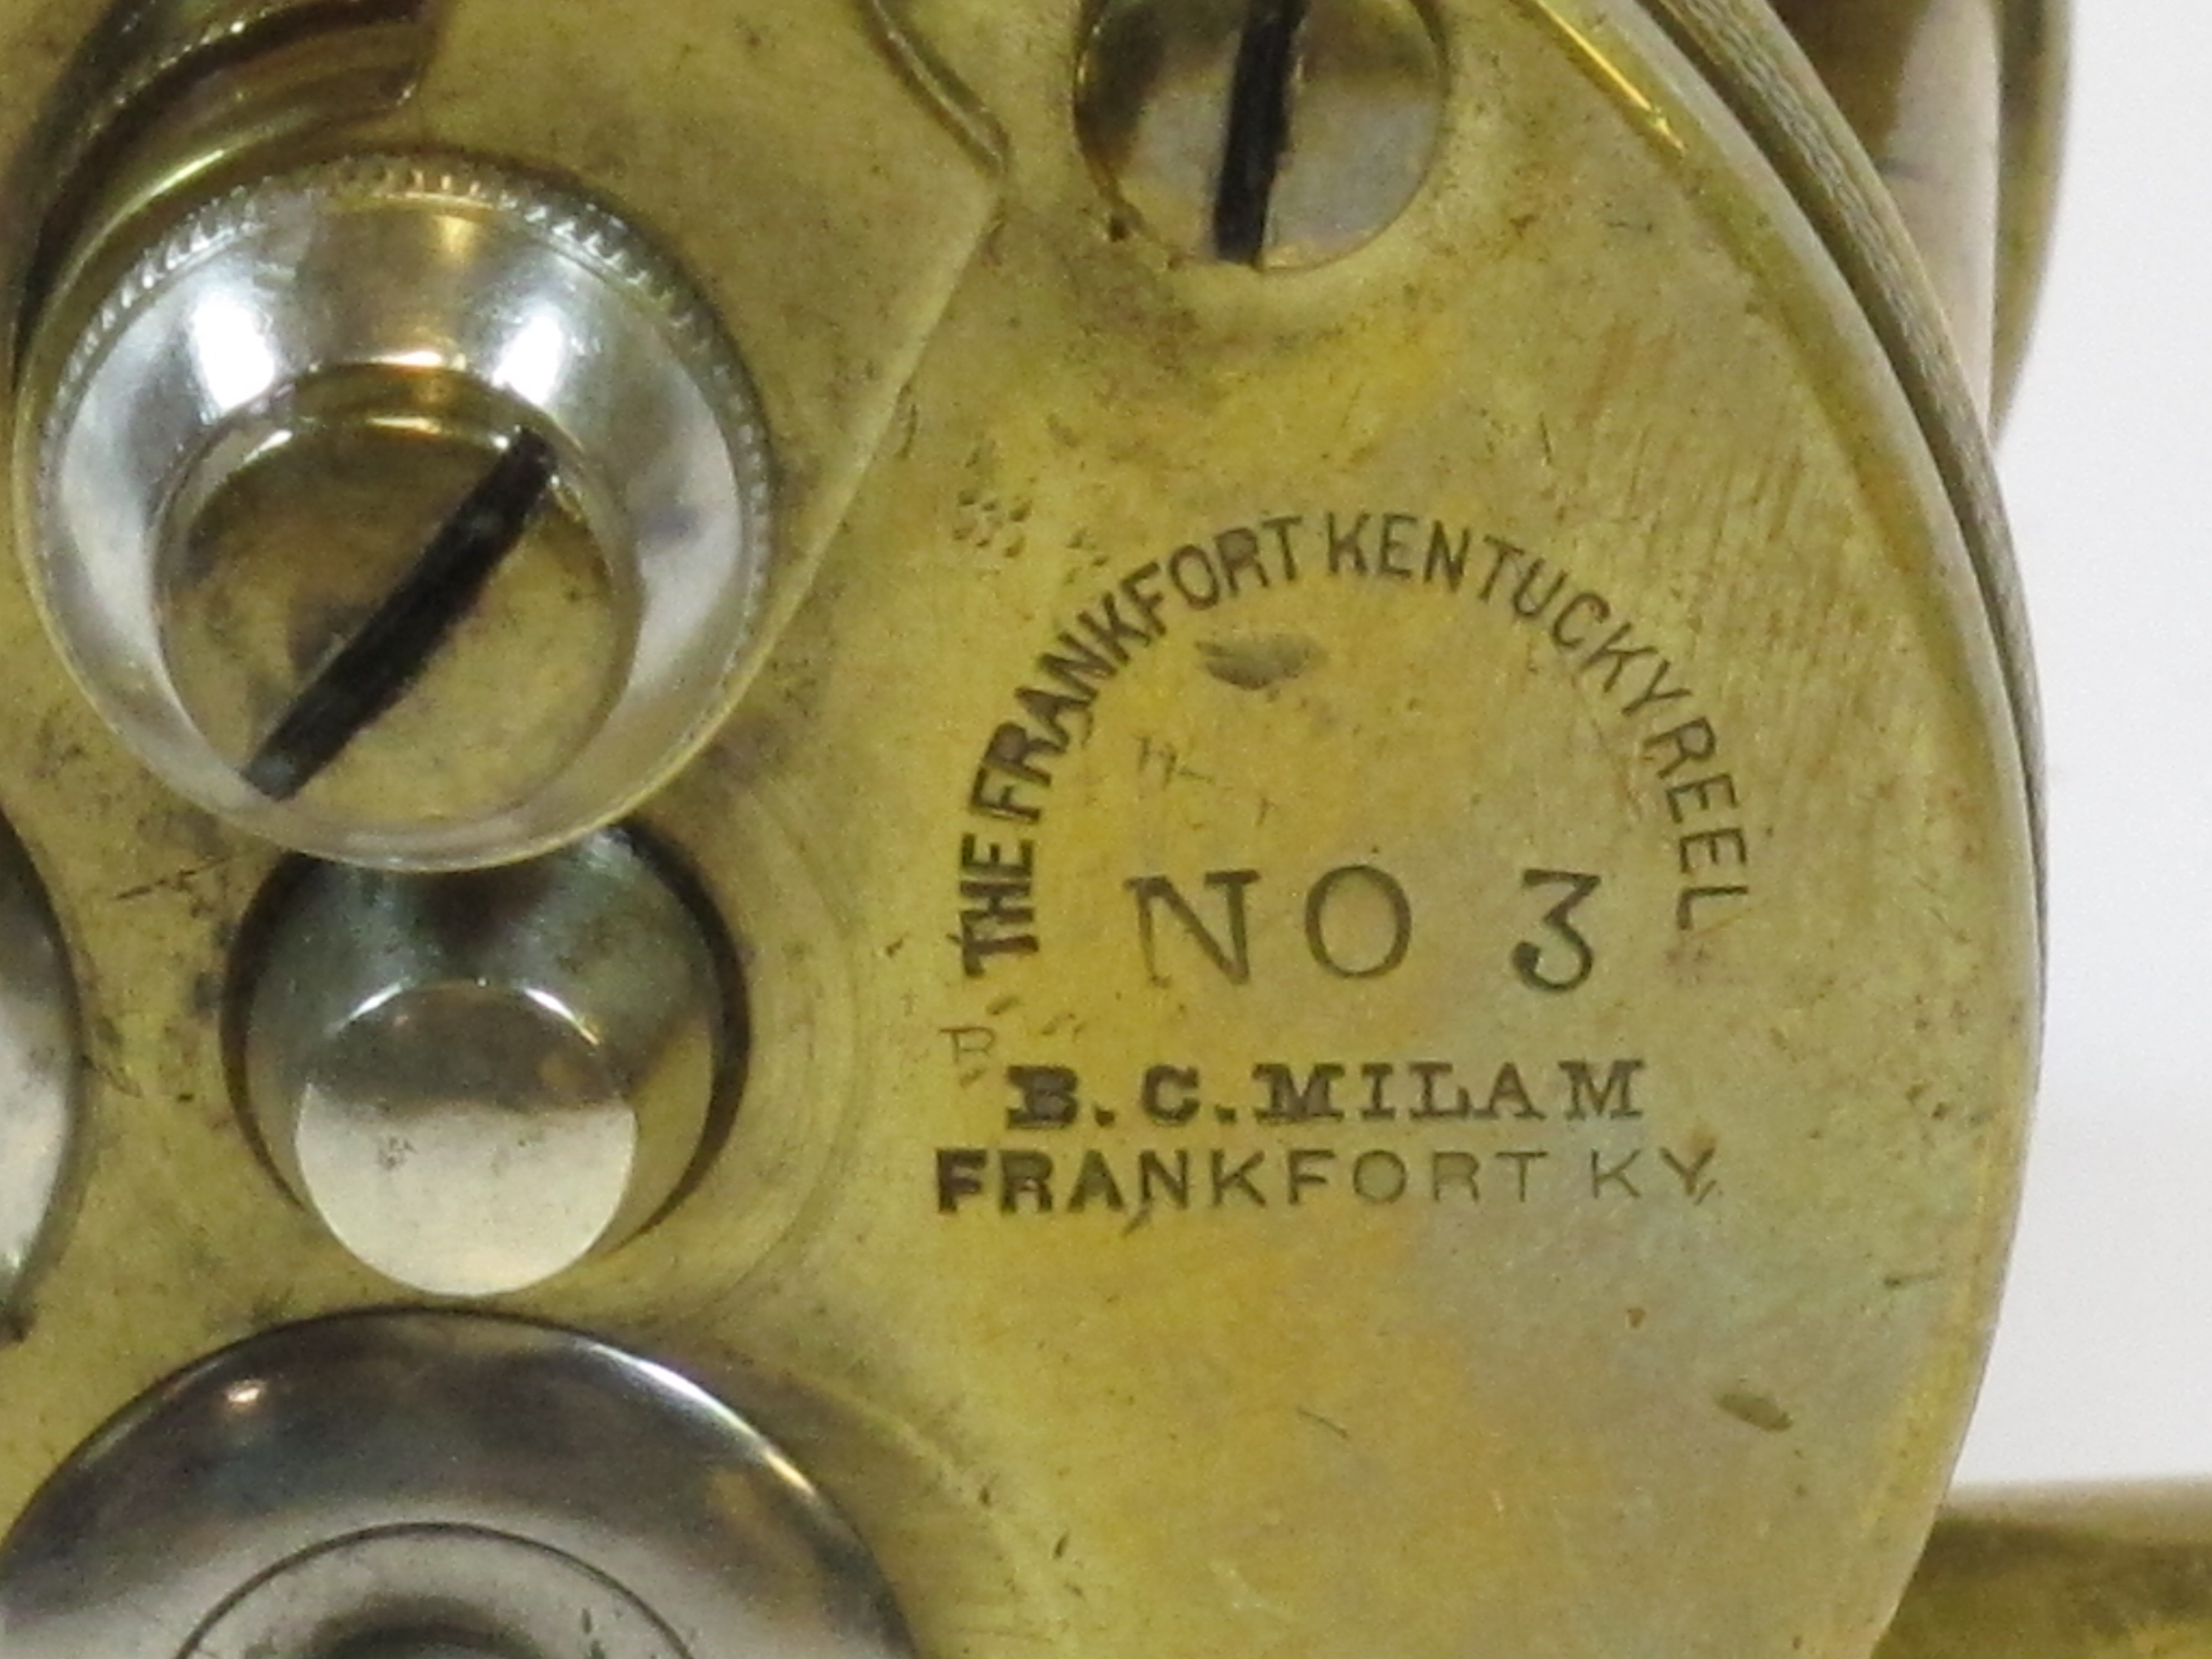 THE FRANKFORT KENTUCKY REEL
NO 3
B. C. MILAM
FRANKFORT KY.